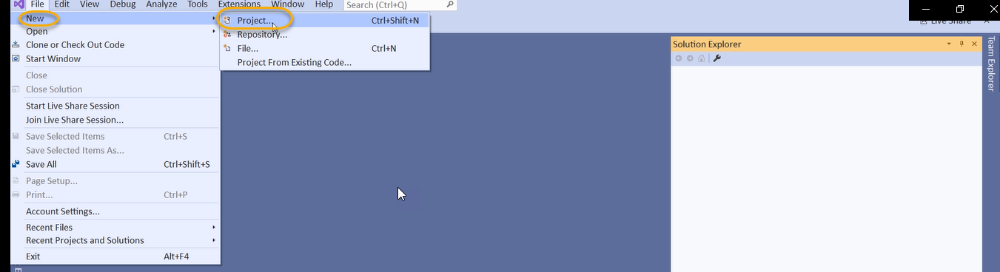 File Edit View Debug Analyze Tools Extensions Window Help Search (Ctrl+Q)
Live Share
New
Project... Ctrl+Shift+N
Repository...
File... Ctrl+N
Project From Existing Code...
Open
Clone or Check Out Code
Start Window
Close
Close Solution
Start Live Share Session
Join Live Share Session...
Save Selected Items Ctrl+S
Save Selected Items As...
Save All Ctrl+Shift+S
Page Setup...
Print... Ctrl+P
Account Settings...
Recent Files
Recent Projects and Solutions
Exit Alt+F4
Solution Explorer
Team Explorer